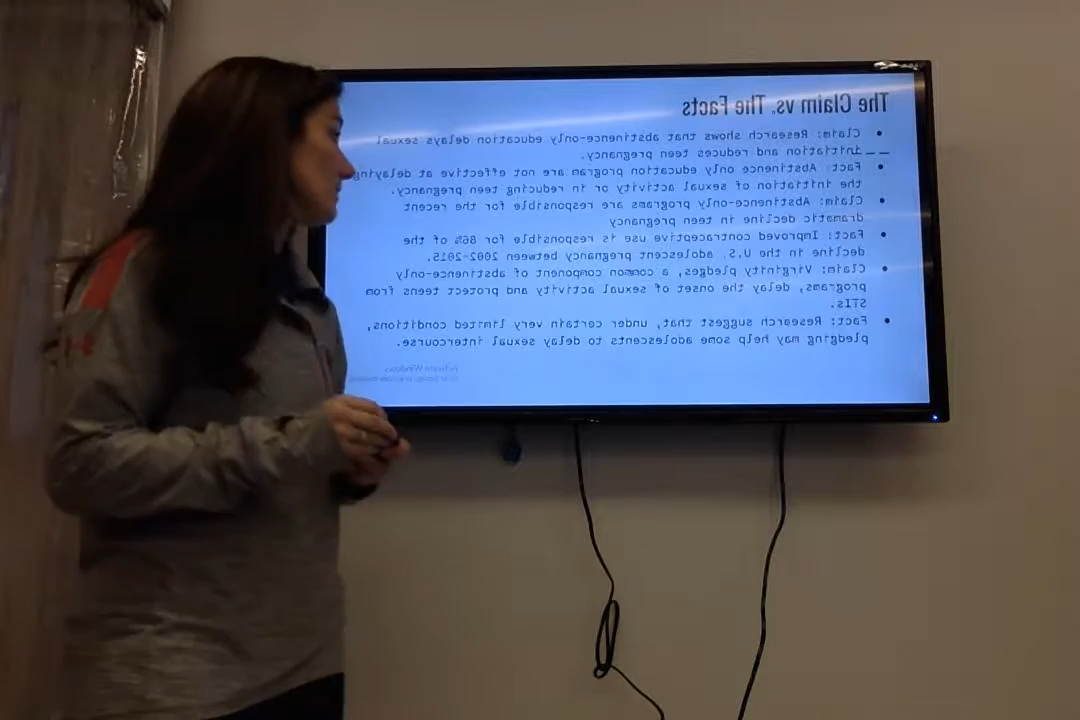 The Claim vs. The Facts
Claim: Research shows that abstinence-only education delays sexual
initiation and reduces teen pregnancy.
Fact: Abstinence only education program are not effective at delaying
the initiation of sexual activity or in reducing teen pregnancy.
Claim: Abstinence-only programs are responsible for the recent
dramatic decline in teen pregnancy
Fact: Improved contraceptive use is responsible for 86% of the
decline in the U.S. adolescent pregnancy between 2002-2015.
Claim: Virginity pledges, a common component of abstinence-only
programs, delay the onset of sexual activity and protect teens from
STIs.
Fact: Research suggest that, under certain very limited conditions,
pledging may help some adolescents to delay sexual intercourse.
Activate Windows